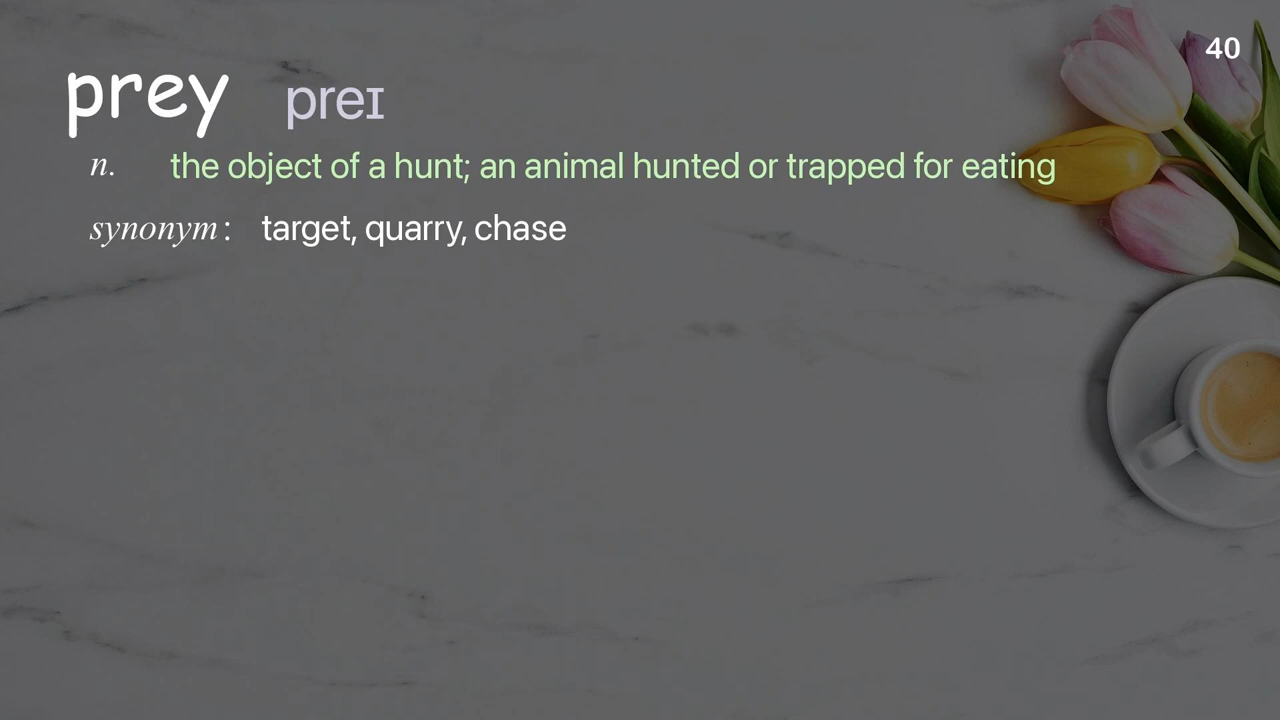 40
prey preɪ
n. the object of a hunt; an animal hunted or trapped for eating
synonym : target, quarry, chase